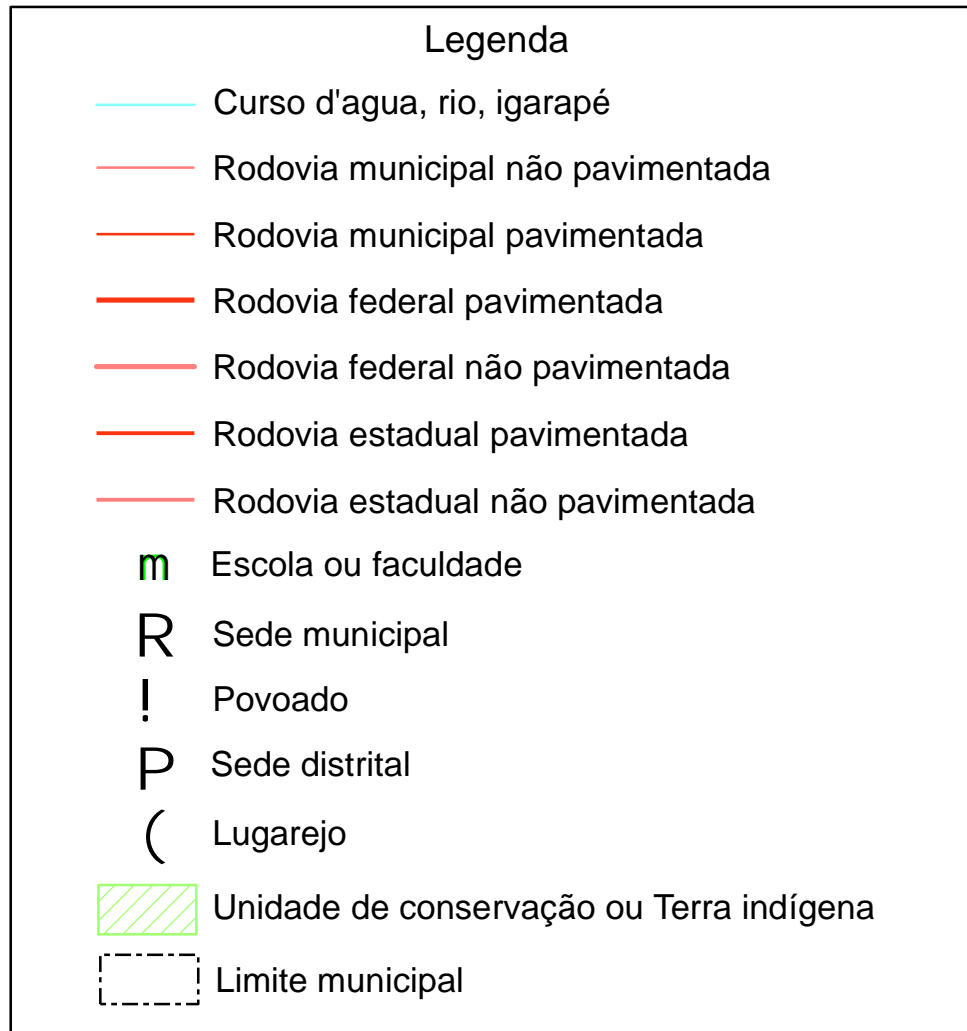 Legenda
Curso d'agua, rio, igarapé
Rodovia municipal não pavimentada
Rodovia municipal pavimentada
Rodovia federal pavimentada
Rodovia federal não pavimentada
Rodovia estadual pavimentada
Rodovia estadual não pavimentada
m Escola ou faculdade
R Sede municipal
! Povoado
P Sede distrital
( Lugarejo
Unidade de conservação ou Terra indígena
Limite municipal